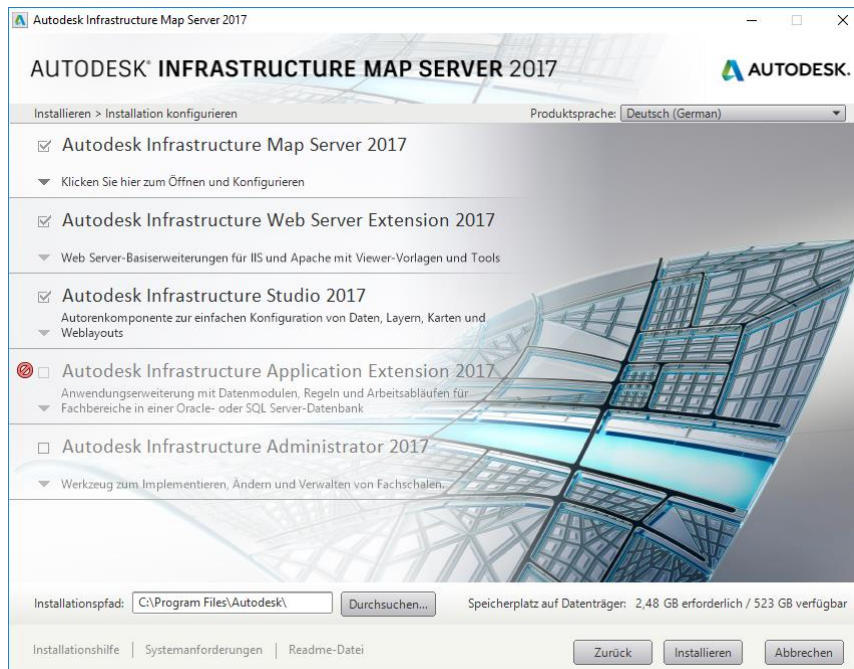 Autodesk Infrastructure Map Server 2017
AUTODESK® INFRASTRUCTURE MAP SERVER 2017
AUTODESK.
Installieren > Installation konfigurieren
Produktsprache: Deutsch (German)
Autodesk Infrastructure Map Server 2017
Klicken Sie hier zum Öffnen und Konfigurieren
Autodesk Infrastructure Web Server Extension 2017
Web Server-Basiserweiterungen für IIS und Apache mit Viewer-Vorlagen und Tools
Autodesk Infrastructure Studio 2017
Autorenkomponente zur einfachen Konfiguration von Daten, Layern, Karten und
Weblayouts
Autodesk Infrastructure Application Extension 2017
Anwendungserweiterung mit Datenmodulen, Regeln und Arbeitsabläufen für
Fachbereiche in einer Oracle- oder SQL Server-Datenbank
Autodesk Infrastructure Administrator 2017
Werkzeug zum Implementieren, Ändern und Verwalten von Fachschalen.
Installationspfad: C:\Program Files\Autodesk\ Durchsuchen... Speicherplatz auf Datenträger: 2,48 GB erforderlich / 523 GB verfügbar
Installationshilfe | Systemanforderungen | Readme-Datei
Zurück Installieren Abbrechen